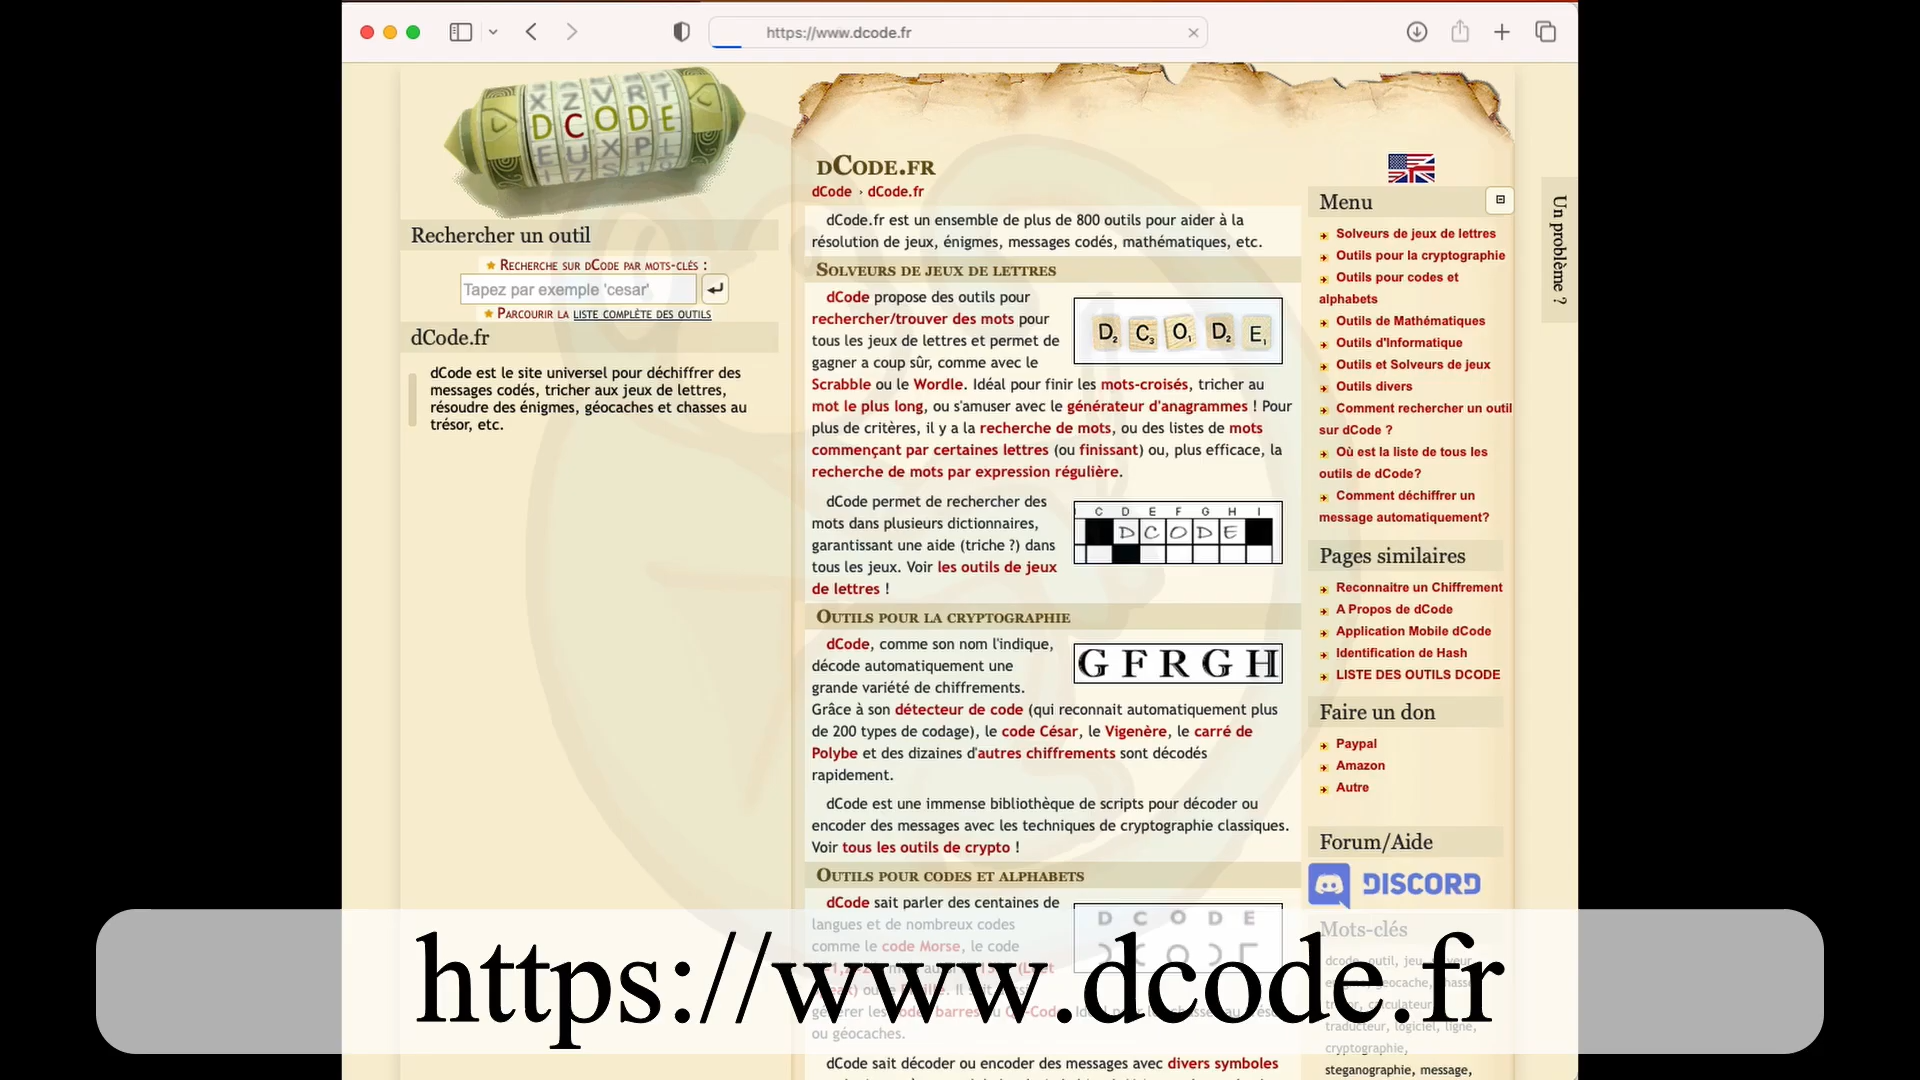 https://www.dcode.fr
X Z V R T
D C O D E
E U X P L
Rechercher un outil
★ Recherche sur dCode par mots-clés :
Tapez par exemple 'cesar'
★ Parcourir la liste complète des outils
dCode.fr
dCode est le site universel pour déchiffrer des
messages codés, tricher aux jeux de lettres,
résoudre des énigmes, géocaches et chasses au
trésor, etc.
dCode.fr
dCode › dCode.fr
dCode.fr est un ensemble de plus de 800 outils pour aider à la
résolution de jeux, énigmes, messages codés, mathématiques, etc.
Solveurs de jeux de lettres
dCode propose des outils pour
rechercher/trouver des mots pour
tous les jeux de lettres et permet de
gagner a coup sûr, comme avec le
Scrabble ou le Wordle. Idéal pour finir les mots-croisés, tricher au
mot le plus long, ou s'amuser avec le générateur d'anagrammes ! Pour
plus de critères, il y a la recherche de mots, ou des listes de mots
commençant par certaines lettres (ou finissant) ou, plus efficace, la
recherche de mots par expression régulière.
D2 C3 O1 D2 E1
dCode permet de rechercher des
mots dans plusieurs dictionnaires,
garantissant une aide (triche ?) dans
tous les jeux. Voir les outils de jeux
de lettres !
C D E F G H I
D C O D E
Outils pour la cryptographie
dCode, comme son nom l'indique,
décode automatiquement une
grande variété de chiffrements.
Grâce à son détecteur de code (qui reconnait automatiquement plus
de 200 types de codage), le code César, le Vigenère, le carré de
Polybe et des dizaines d'autres chiffrements sont décodés
rapidement.
G F R G H
dCode est une immense bibliothèque de scripts pour décoder ou
encoder des messages avec les techniques de cryptographie classiques.
Voir tous les outils de crypto !
Outils pour codes et alphabets
dCode sait parler des centaines de
langues et de nombreux codes
comme le code Morse, le code
ou géocaches.
D C O D E
dCode sait décoder ou encoder des messages avec divers symboles
Menu
Solveurs de jeux de lettres
Outils pour la cryptographie
Outils pour codes et
alphabets
Outils de Mathématiques
Outils d'Informatique
Outils et Solveurs de jeux
Outils divers
Comment rechercher un outil
sur dCode ?
Où est la liste de tous les
outils de dCode?
Comment déchiffrer un
message automatiquement?
Pages similaires
Reconnaitre un Chiffrement
A Propos de dCode
Application Mobile dCode
Identification de Hash
LISTE DES OUTILS DCODE
Faire un don
Paypal
Amazon
Autre
Forum/Aide
DISCORD
Mots-clés
traducteur, logiciel, ligne,
cryptographie,
steganographie, message,
Un problème ?
https://www.dcode.fr